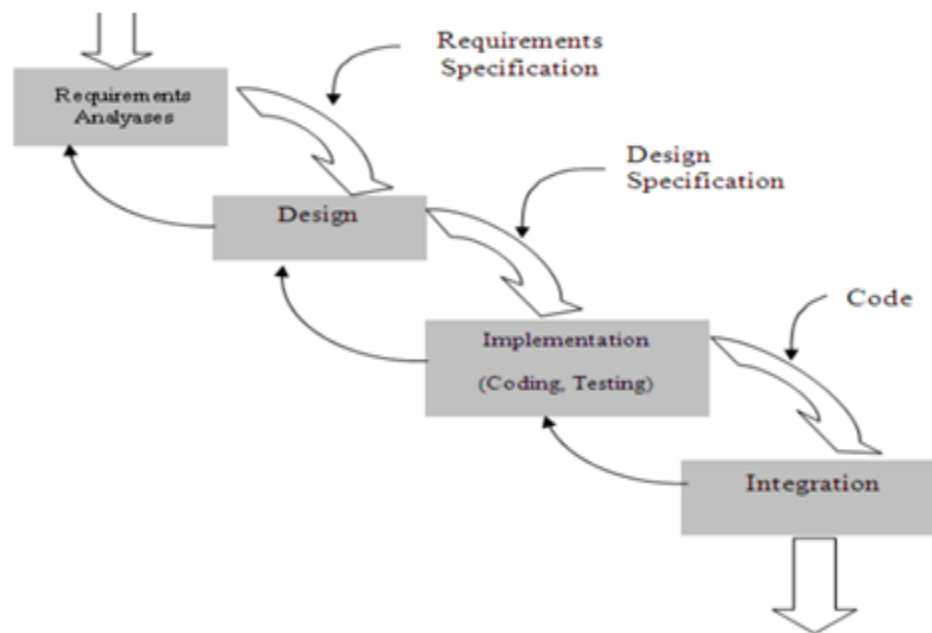 Requirements
Specification
Requirements
Analyases
Design
Specification
Design
Code
Implementation
(Coding, Testing)
Integration